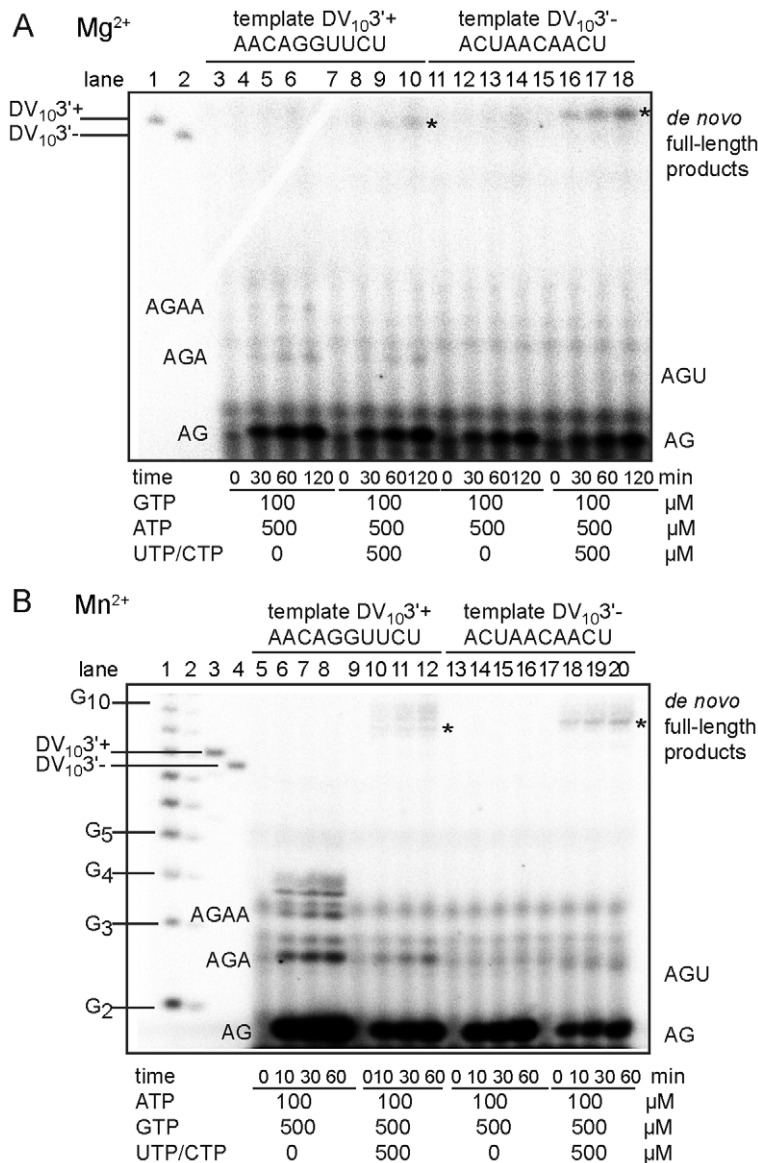 A Mg2+ template DV103'+ template DV103'-
AACAGGUUCU ACUAACAACU
lane 1 2 3 4 5 6 7 8 9 10 11 12 13 14 15 16 17 18
DV103'+
DV103'-
* *
de novo
full-length
products
AGAA
AGA
AGU
AG AG
time 0 30 60 120 0 30 60 120 0 30 60 120 0 30 60 120 min
GTP 100 100 100 100 µM
ATP 500 500 500 500 µM
UTP/CTP 0 500 0 500 µM
B Mn2+
template DV103'+ template DV103'-
AACAGGUUCU ACUAACAACU
lane 1 2 3 4 5 6 7 8 9 10 11 12 13 14 15 16 17 18 19 20
G10
de novo
full-length
products
* *
DV103'+
DV103'-
G5
G4
AGAA
G3
AGA
AGU
G2
AG AG
time 0 10 30 60 0 10 30 60 0 10 30 60 0 10 30 60 min
ATP 100 100 100 100 µM
GTP 500 500 500 500 µM
UTP/CTP 0 500 0 500 µM